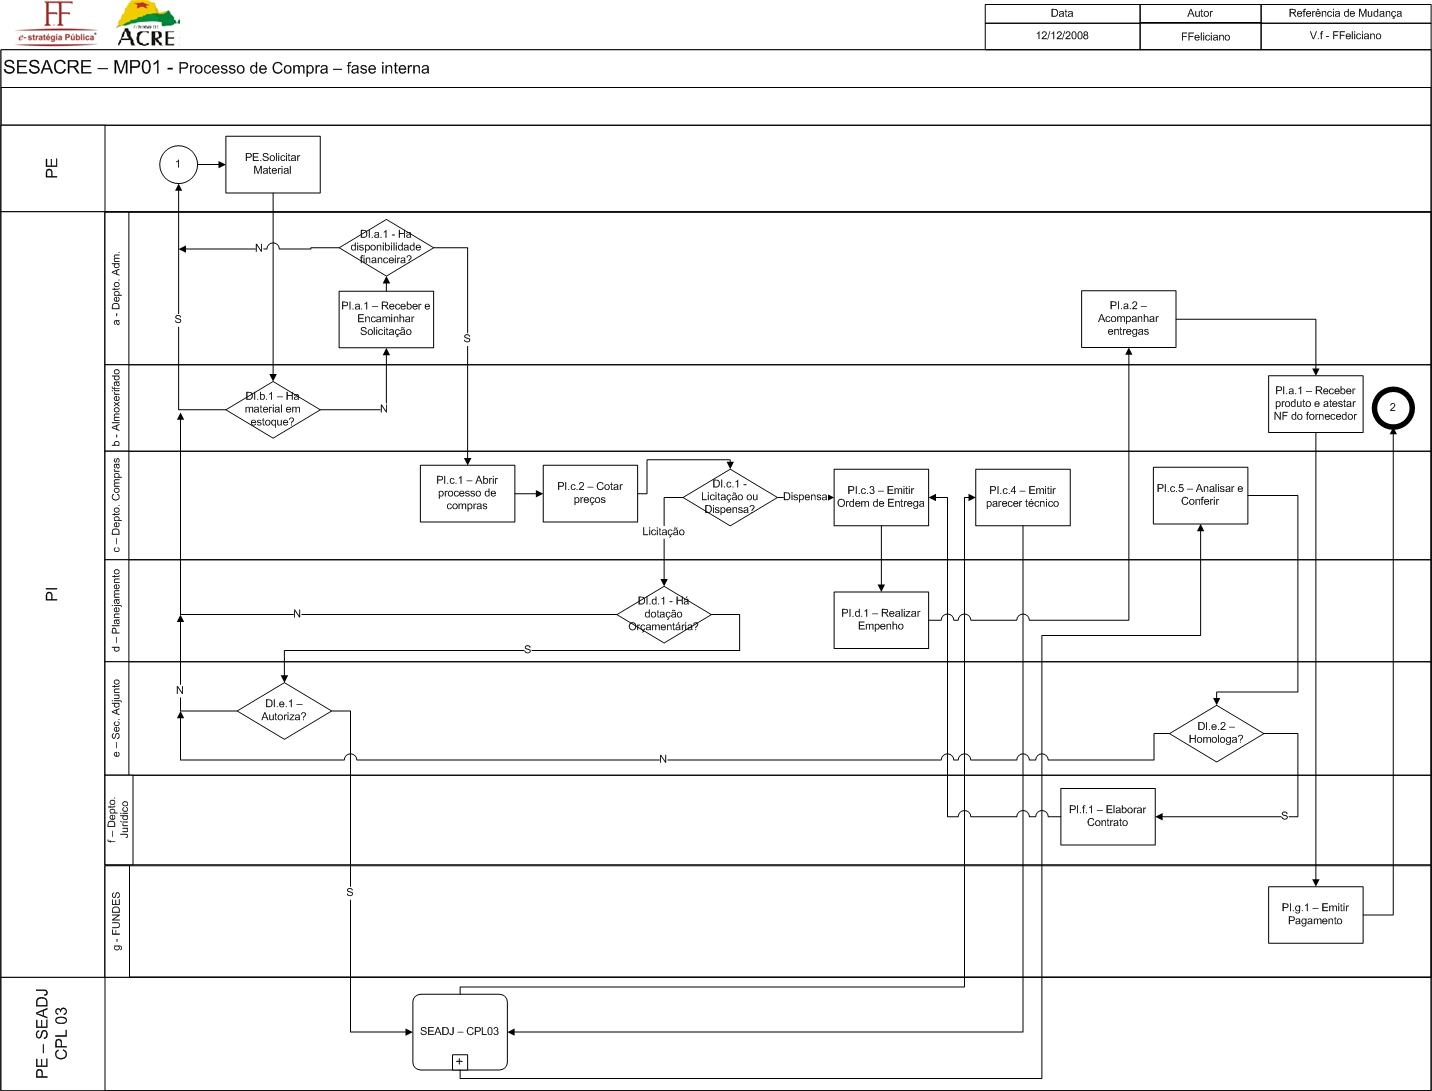 FF
e-stratégia Pública
ACRE
Data
Autor
Referência de Mudança
12/12/2008
FFeliciano
V.f - FFeliciano
SESACRE – MP01 - Processo de Compra – fase interna
PE
1
PE.Solicitar
Material
PI
a - Depto. Adm.
DI.a.1 - Ha
disponibilidade
financeira?
N
S
S
PI.a.1 – Receber e
Encaminhar
Solicitação
PI.a.2 –
Acompanhar
entregas
b - Almoxerifado
DI.b.1 – Ha
material em
estoque?
N
PI.a.1 – Receber
produto e atestar
NF do fornecedor
2
c – Depto. Compras
PI.c.1 – Abrir
processo de
compras
PI.c.2 – Cotar
preços
DI.c.1 -
Licitação ou
Dispensa?
Dispensa
Licitação
PI.c.3 – Emitir
Ordem de Entrega
PI.c.4 – Emitir
parecer técnico
PI.c.5 – Analisar e
Conferir
d – Planejamento
N
DI.d.1 - Há
dotação
Orçamentária?
S
PI.d.1 – Realizar
Empenho
e – Sec. Adjunto
N
DI.e.1 –
Autoriza?
DI.e.2 –
Homologa?
N
f – Depto.
Jurídico
PI.f.1 – Elaborar
Contrato
S
g - FUNDES
S
PI.g.1 – Emitir
Pagamento
PE – SEADJ
CPL 03
SEADJ – CPL03
+